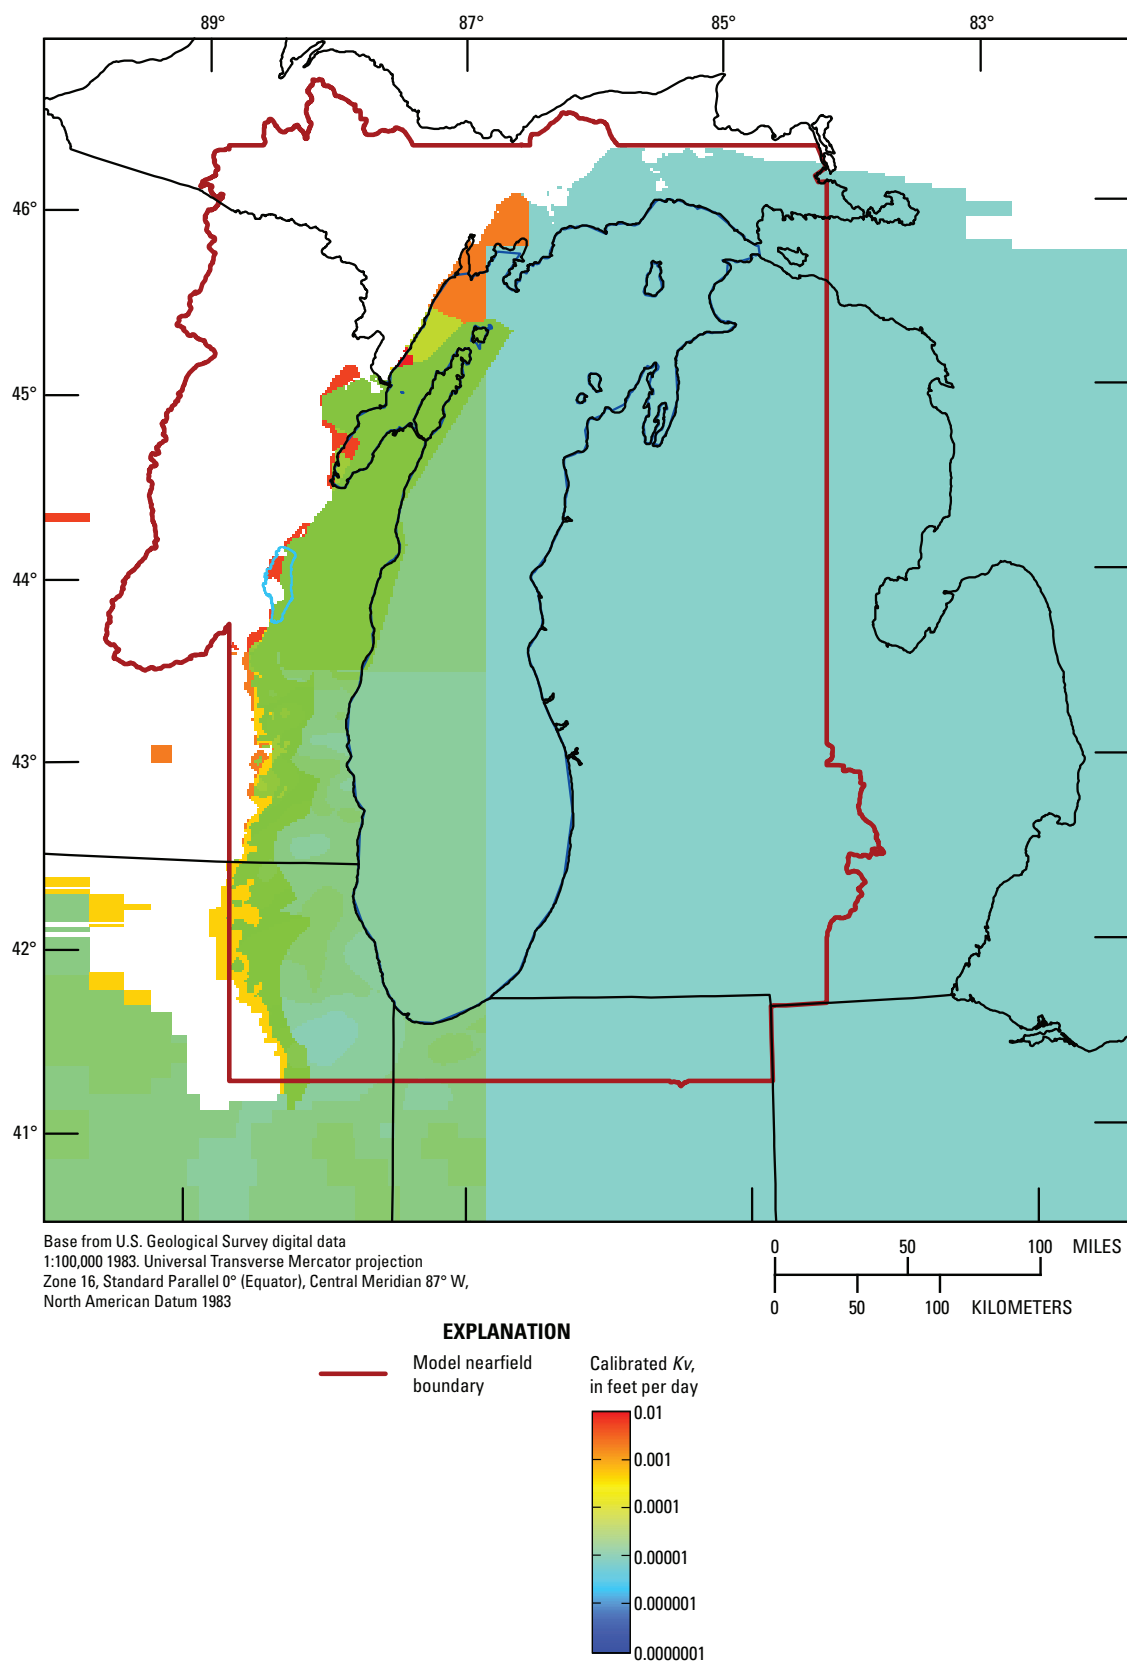 89°
87°
85°
83°
46°
45°
44°
43°
42°
41°
Base from U.S. Geological Survey digital data
1:100,000 1983. Universal Transverse Mercator projection
Zone 16, Standard Parallel 0° (Equator), Central Meridian 87° W,
North American Datum 1983
0 50 100 MILES
0 50 100 KILOMETERS
EXPLANATION
Model nearfield
boundary
Calibrated Kv,
in feet per day
0.01
0.001
0.0001
0.00001
0.000001
0.0000001